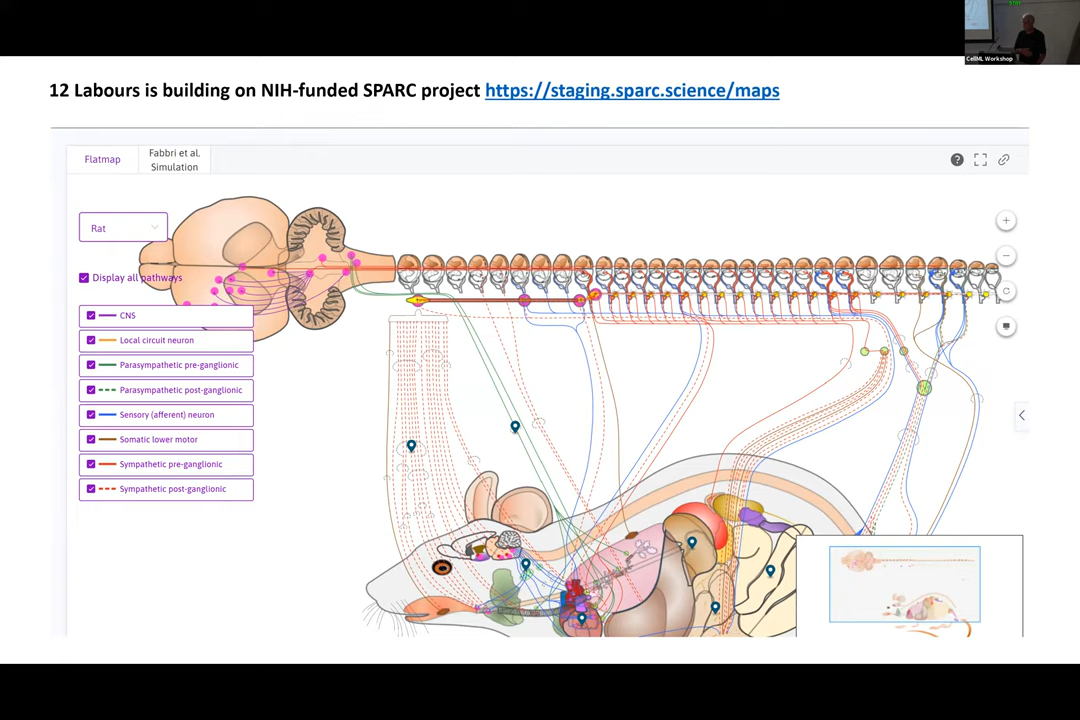 CellML Workshop
12 Labours is building on NIH-funded SPARC project https://staging.sparc.science/maps
Flatmap
Fabbri et al.
Simulation
Rat
Display all pathways
CNS
Local circuit neuron
Parasympathetic pre-ganglionic
Parasympathetic post-ganglionic
Sensory (afferent) neuron
Somatic lower motor
Sympathetic pre-ganglionic
Sympathetic post-ganglionic